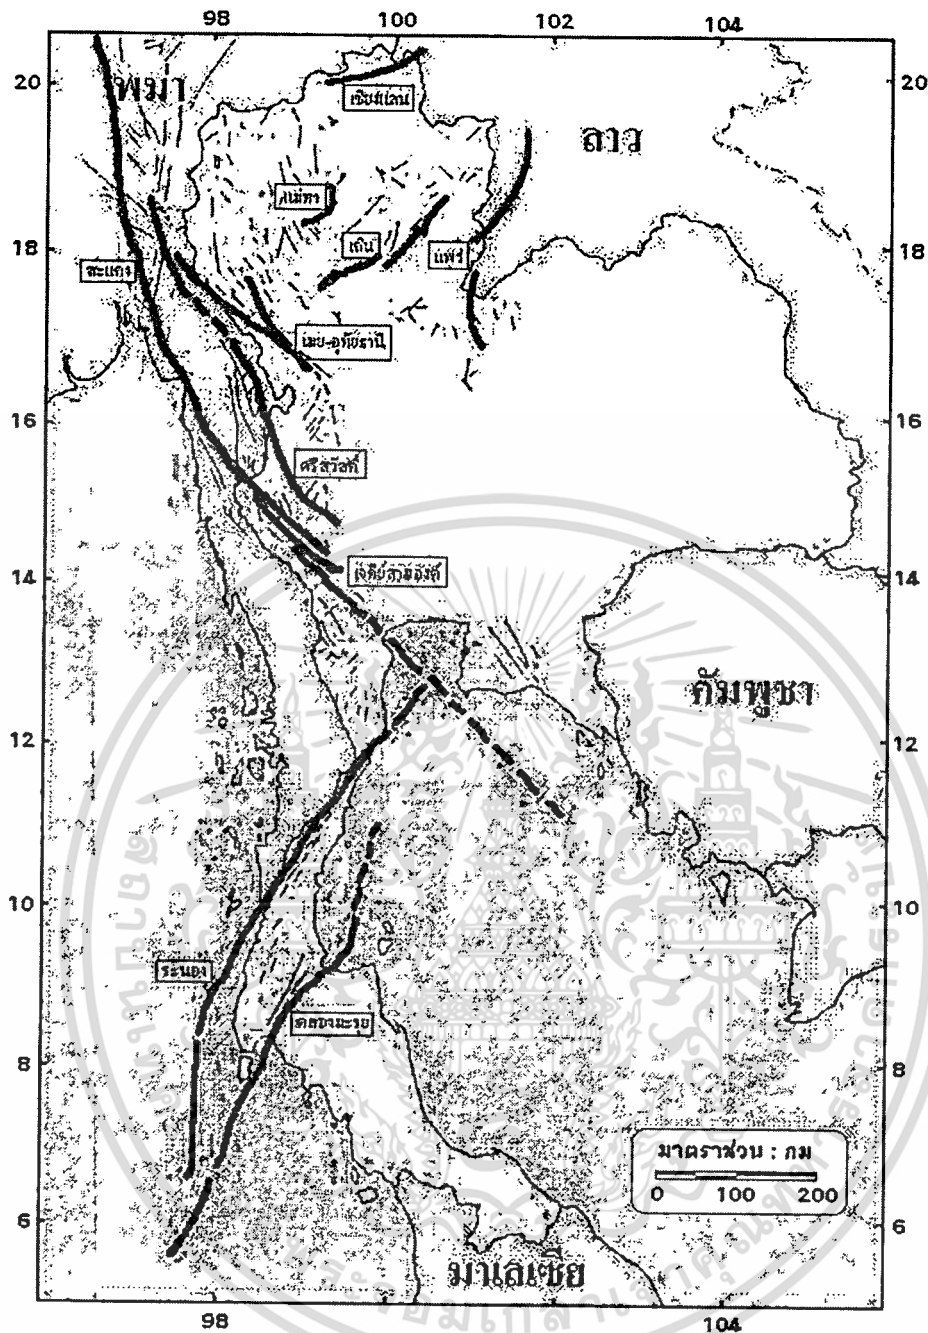 98 100 102 104
20 20
พม่า
เชียงแสน
ลาว
แม่ทา
เถิน
แพร่
18 18
สะแกง
เมย-อุทัยธานี
16 16
ศรีสวัสดิ์
เจดีย์สามองค์
14 14
กัมพูชา
12 12
10 10
ระนอง
คลองมะรุย
8 8
มาตราส่วน : กม
0 100 200
6 6
มาเลเซีย
98 104